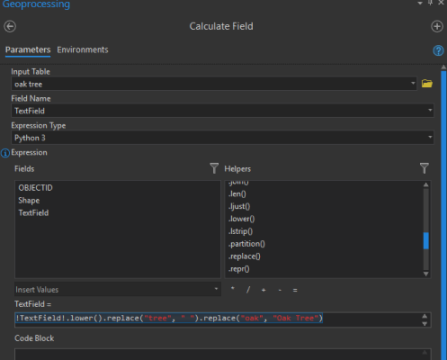 Geoprocessing
Calculate Field
Parameters Environments
Input Table
oak tree
Field Name
TextField
Expression Type
Python 3
Expression
Fields Helpers
OBJECTID
Shape
TextField
.join()
.len()
.ljust()
.lower()
.lstrip()
.partition()
.replace()
.repr()
Insert Values * / + - =
TextField =
!TextField!.lower().replace("tree", " ").replace("oak", "Oak Tree")
Code Block